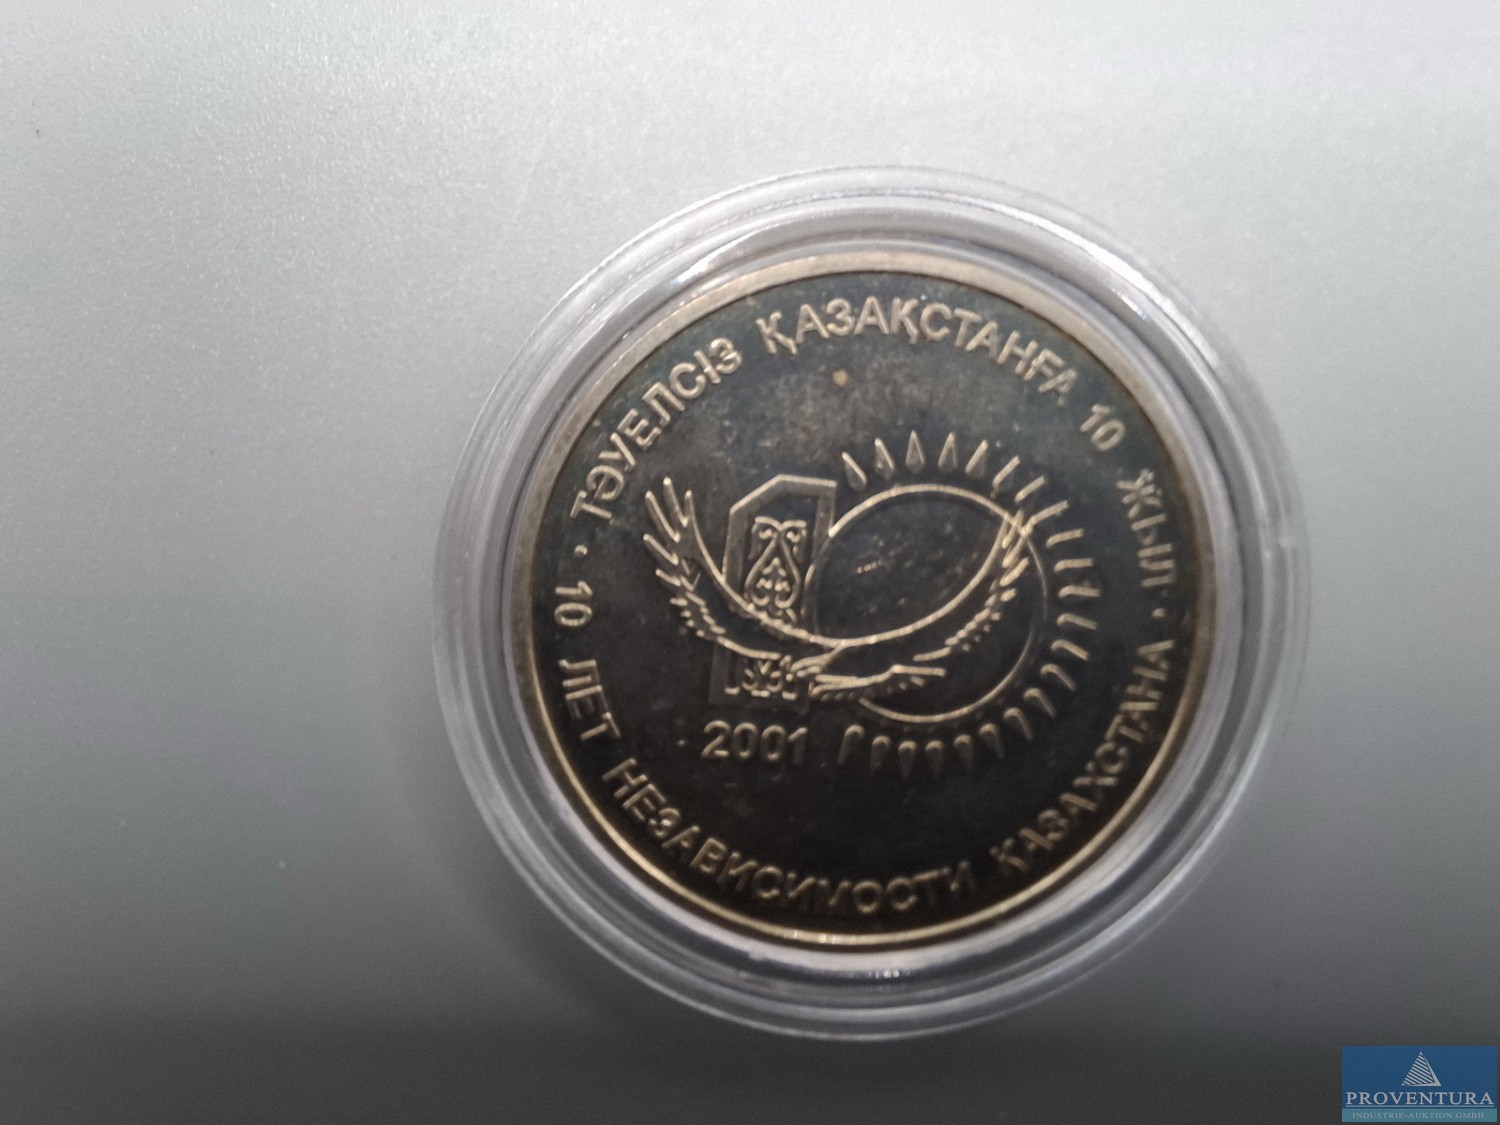 ТӘУЕЛСІЗ ҚАЗАҚСТАНҒА 10 ЖЫЛ
• 10 ЛЕТ НЕЗАВИСИМОСТИ КАЗАХСТАНА •
2001
PROVENTURA
INDUSTRIE-AUKTION GMBH